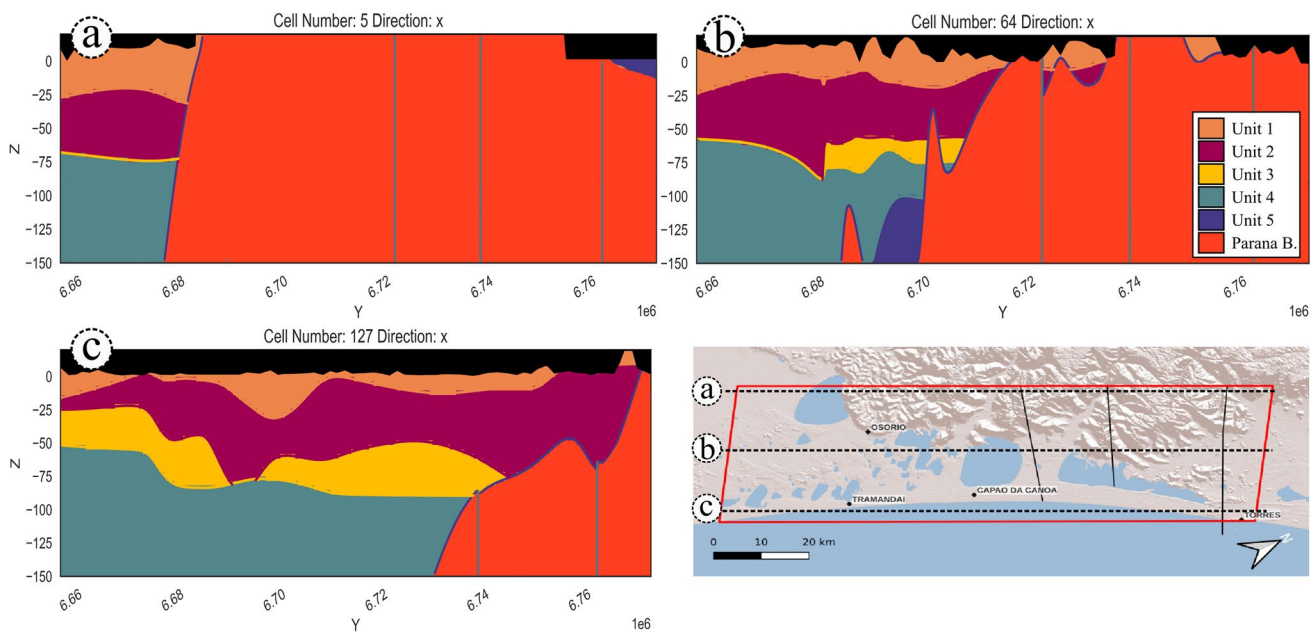 Cell Number: 5 Direction: x
a
0
−25
−50
−75
−100
−125
−150
Z
6.66
6.68
6.70
6.72
6.74
6.76
Y
1e6
Cell Number: 64 Direction: x
b
0
−25
−50
−75
−100
−125
−150
6.66
6.68
6.70
6.72
6.74
6.76
Y
1e6
Unit 1
Unit 2
Unit 3
Unit 4
Unit 5
Parana B.
Cell Number: 127 Direction: x
c
0
−25
−50
−75
−100
−125
−150
Z
6.66
6.68
6.70
6.72
6.74
6.76
Y
1e6
a
b
c
OSORIO
TRAMANDAI
CAPAO DA CANOA
TORRES
0 10 20 km
N